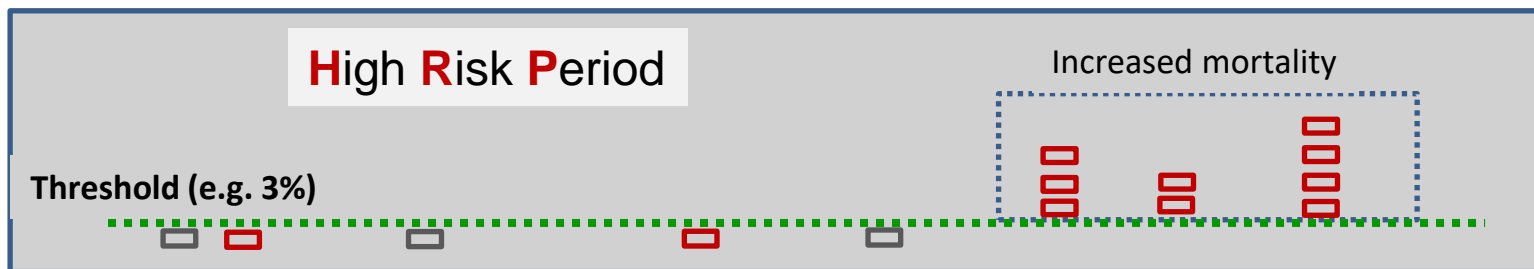 High Risk Period
Increased mortality
Threshold (e.g. 3%)